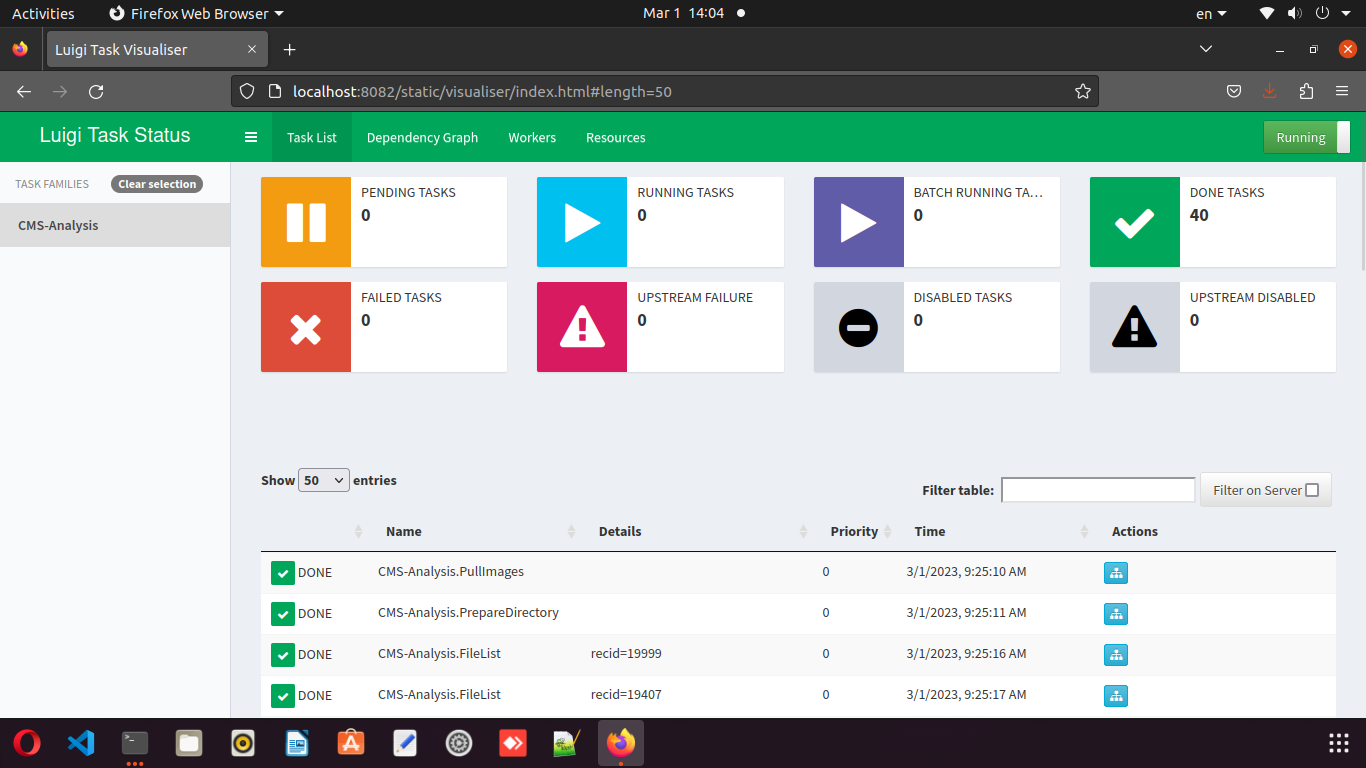 Activities Firefox Web Browser Mar 1 14:04 en
Luigi Task Visualiser
localhost:8082/static/visualiser/index.html#length=50
Luigi Task Status Task List Dependency Graph Workers Resources Running
TASK FAMILIES Clear selection
CMS-Analysis
PENDING TASKS
0
RUNNING TASKS
0
BATCH RUNNING TA...
0
DONE TASKS
40
FAILED TASKS
0
UPSTREAM FAILURE
0
DISABLED TASKS
0
UPSTREAM DISABLED
0
Show 50 entries
Filter table: Filter on Server
Name Details Priority Time Actions
DONE CMS-Analysis.PullImages 0 3/1/2023, 9:25:10 AM
DONE CMS-Analysis.PrepareDirectory 0 3/1/2023, 9:25:11 AM
DONE CMS-Analysis.FileList recid=19999 0 3/1/2023, 9:25:16 AM
DONE CMS-Analysis.FileList recid=19407 0 3/1/2023, 9:25:17 AM